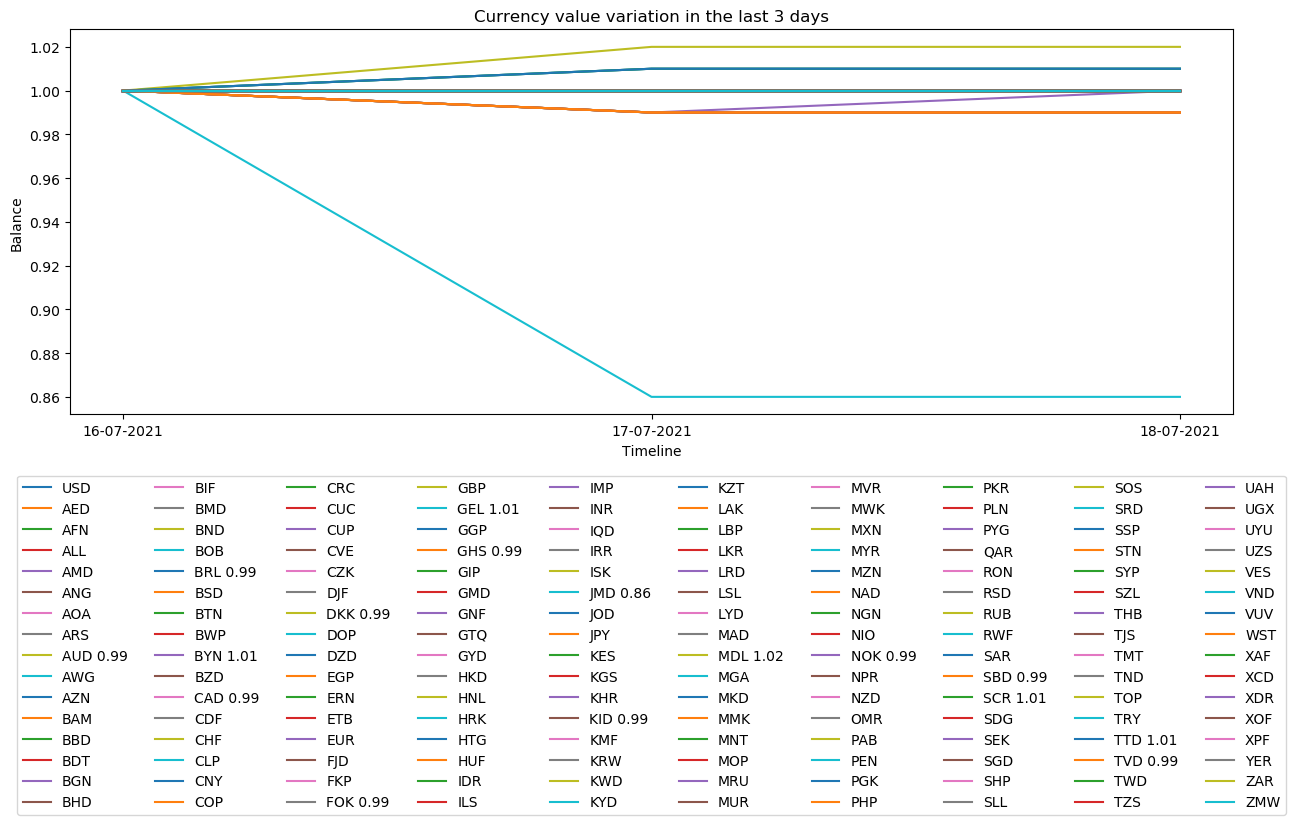 Currency value variation in the last 3 days
1.02
1.00
0.98
0.96
0.94
0.92
0.90
0.88
0.86
Balance
16-07-2021 17-07-2021 18-07-2021
Timeline
USD BIF CRC GBP IMP KZT MVR PKR SOS UAH
AED BMD CUC GEL 1.01 INR LAK MWK PLN SRD UGX
AFN BND CUP GGP IQD LBP MXN PYG SSP UYU
ALL BOB CVE GHS 0.99 IRR LKR MYR QAR STN UZS
AMD BRL 0.99 CZK GIP ISK LRD MZN RON SYP VES
ANG BSD DJF GMD JMD 0.86 LSL NAD RSD SZL VND
AOA BTN DKK 0.99 GNF JOD LYD NGN RUB THB VUV
ARS BWP DOP GTQ JPY MAD NIO RWF TJS WST
AUD 0.99 BYN 1.01 DZD GYD KES MDL 1.02 NOK 0.99 SAR TMT XAF
AWG BZD EGP HKD KGS MGA NPR SBD 0.99 TND XCD
AZN CAD 0.99 ERN HNL KHR MKD NZD SCR 1.01 TOP XDR
BAM CDF ETB HRK KID 0.99 MMK OMR SDG TRY XOF
BBD CHF EUR HTG KMF MNT PAB SEK TTD 1.01 XPF
BDT CLP FJD HUF KRW MOP PEN SGD TVD 0.99 YER
BGN CNY FKP IDR KWD MRU PGK SHP TWD ZAR
BHD COP FOK 0.99 ILS KYD MUR PHP SLL TZS ZMW